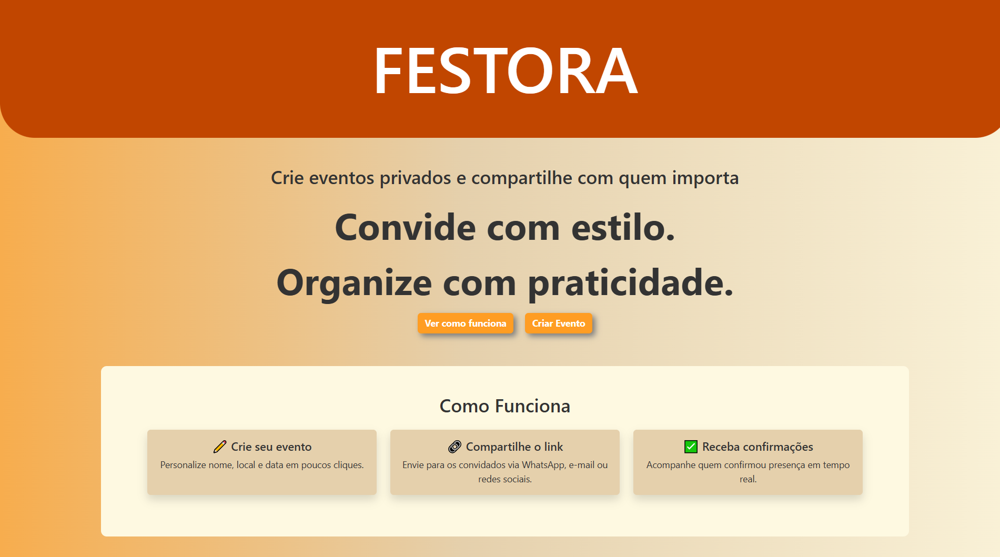 FESTORA
Crie eventos privados e compartilhe com quem importa
Convide com estilo.
Organize com praticidade.
Ver como funciona
Criar Evento
Como Funciona
✏️ Crie seu evento
Personalize nome, local e data em poucos cliques.
🔗 Compartilhe o link
Envie para os convidados via WhatsApp, e-mail ou
redes sociais.
✅ Receba confirmações
Acompanhe quem confirmou presença em tempo
real.